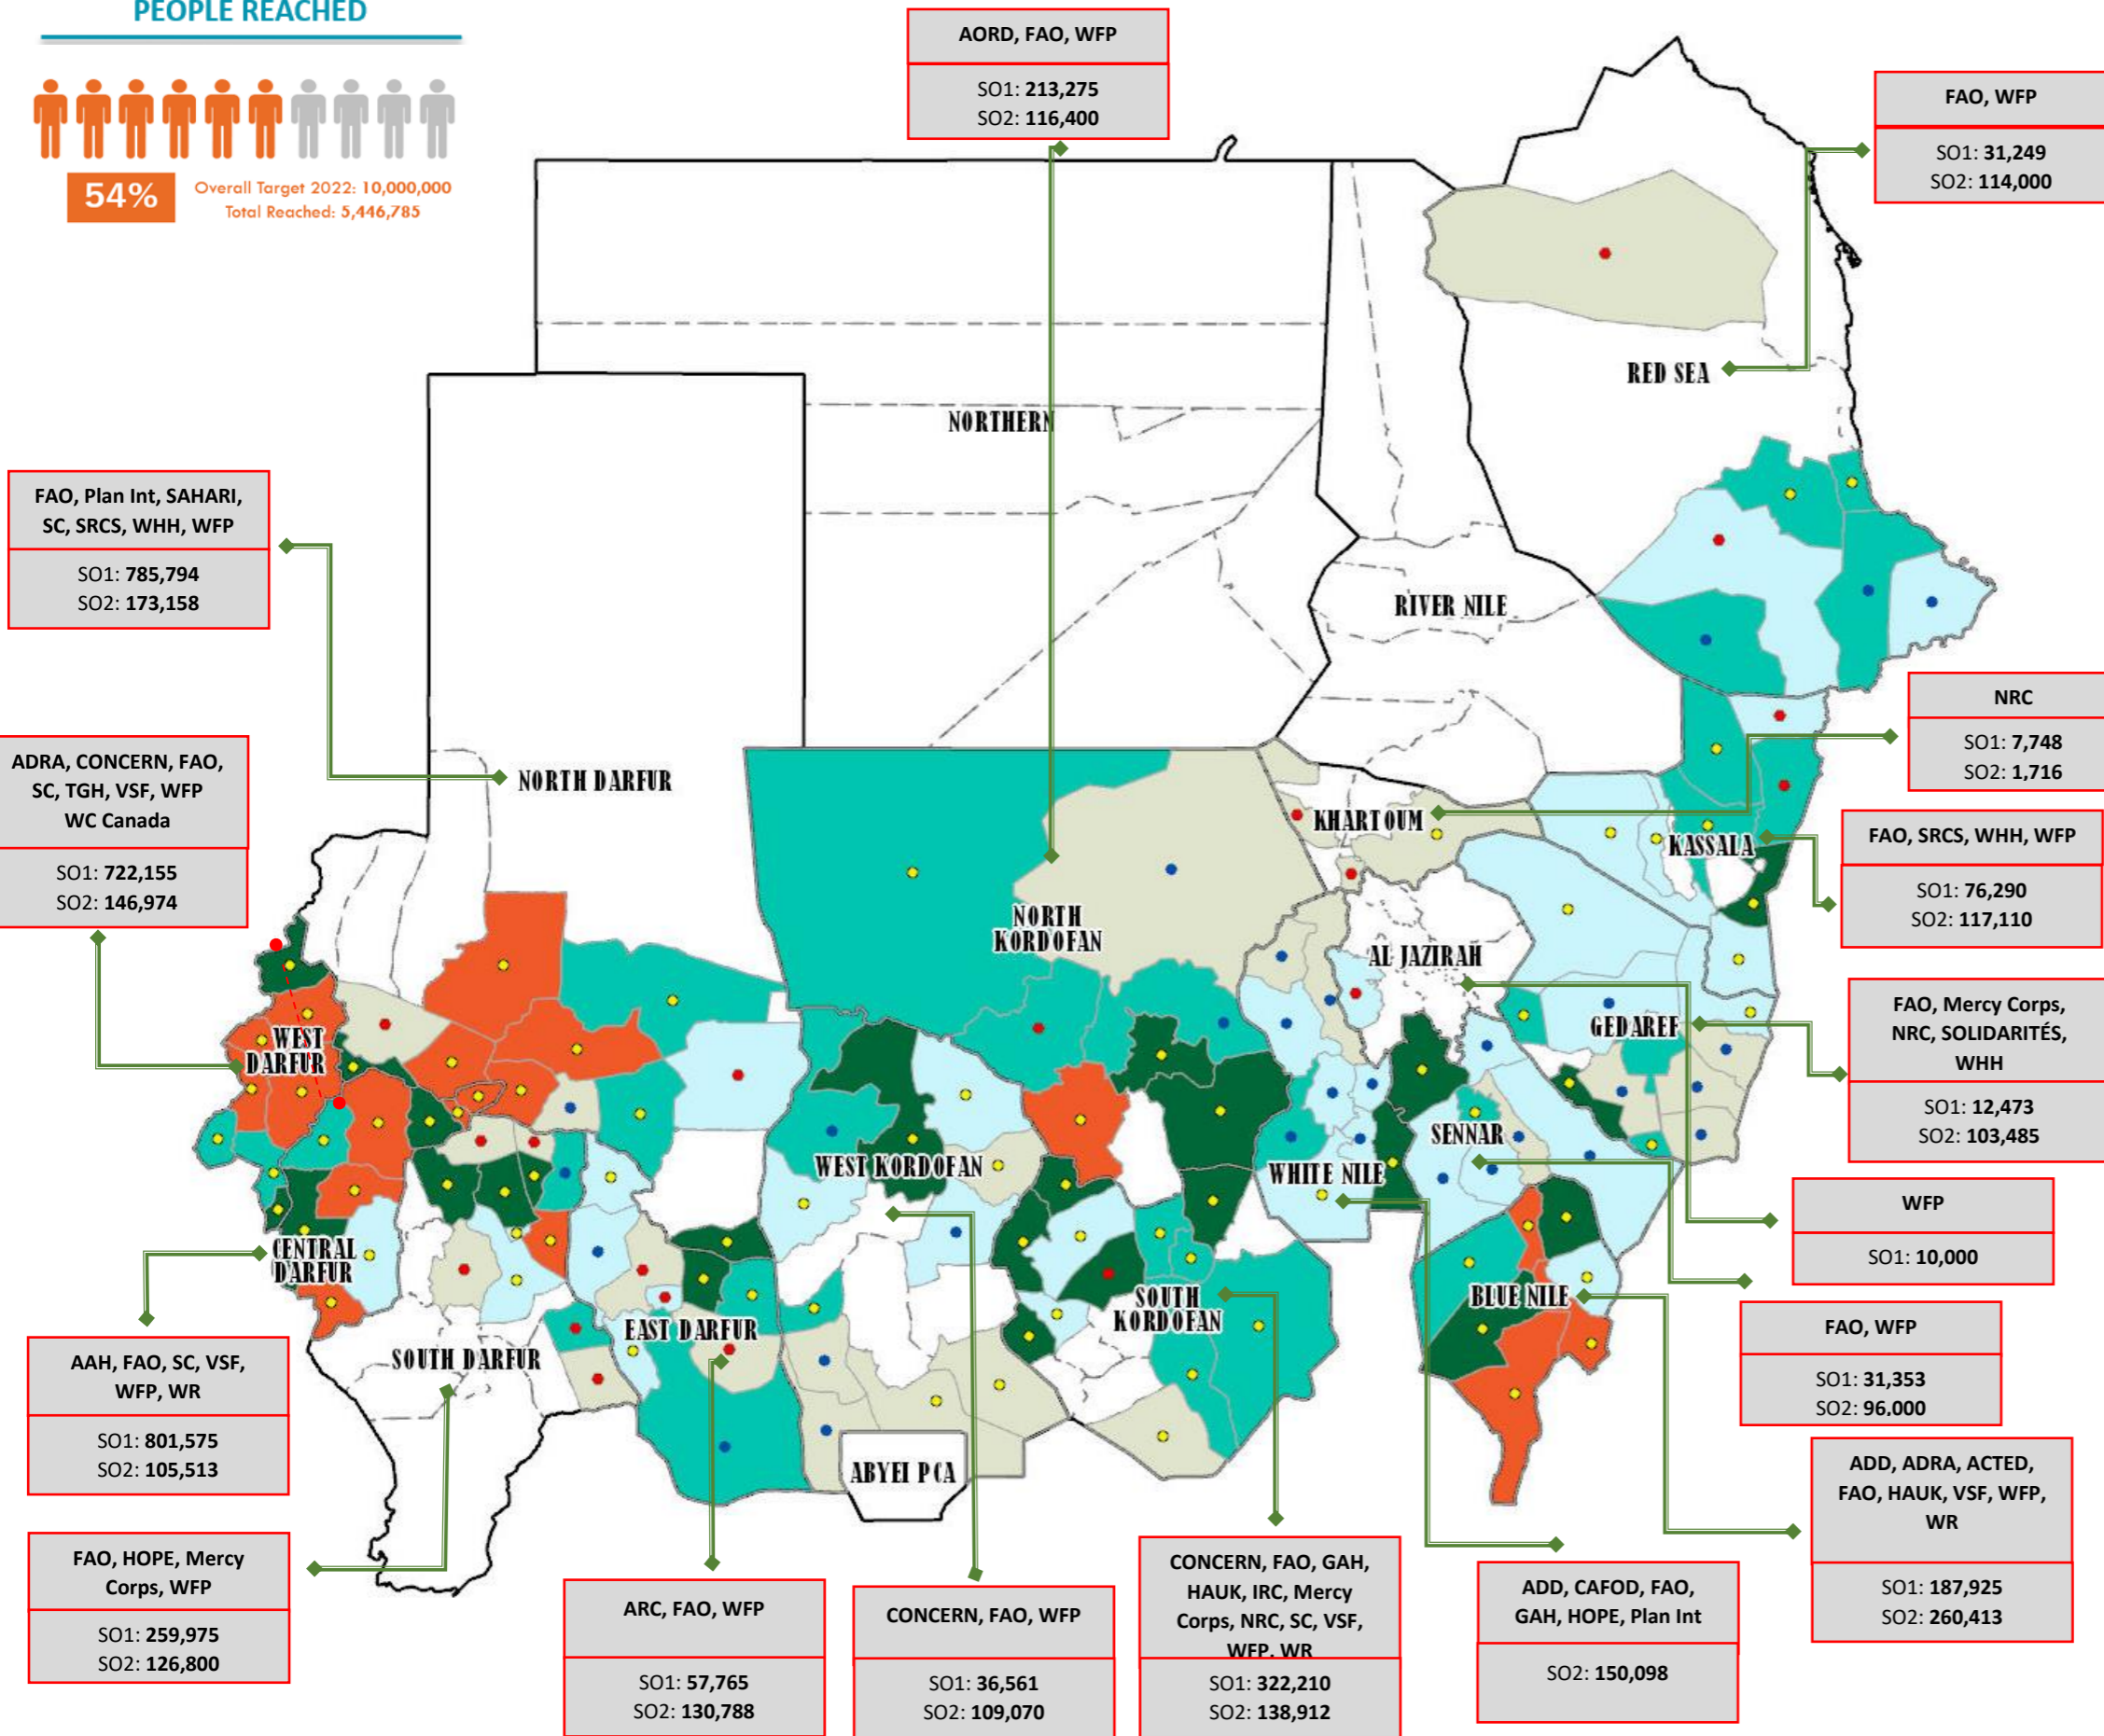 PEOPLE REACHED
54%
Overall Target 2022: 10,000,000
Total Reached: 5,446,785
AORD, FAO, WFP
SO1: 213,275
SO2: 116,400
FAO, WFP
SO1: 31,249
SO2: 114,000
RED SEA
NORTHERN
FAO, Plan Int, SAHARI,
SC, SRCS, WHH, WFP
SO1: 785,794
SO2: 173,158
RIVER NILE
NRC
SO1: 7,748
SO2: 1,716
ADRA, CONCERN, FAO,
SC, TGH, VSF, WFP
WC Canada
SO1: 722,155
SO2: 146,974
NORTH DARFUR
KHARTOUM
KASSALA
FAO, SRCS, WHH, WFP
SO1: 76,290
SO2: 117,110
NORTH
KORDOFAN
AL JAZIRAH
GEDAREF
FAO, Mercy Corps,
NRC, SOLIDARITÉS,
WHH
SO1: 12,473
SO2: 103,485
WEST
DARFUR
WEST KORDOFAN
WHITE NILE
SENNAR
WFP
SO1: 10,000
CENTRAL
DARFUR
SOUTH
KORDOFAN
BLUE NILE
EAST DARFUR
SOUTH DARFUR
FAO, WFP
SO1: 31,353
SO2: 96,000
AAH, FAO, SC, VSF,
WFP, WR
SO1: 801,575
SO2: 105,513
ABYEI PCA
ADD, ADRA, ACTED,
FAO, HAUK, VSF, WFP,
WR
SO1: 187,925
SO2: 260,413
FAO, HOPE, Mercy
Corps, WFP
SO1: 259,975
SO2: 126,800
ARC, FAO, WFP
SO1: 57,765
SO2: 130,788
CONCERN, FAO, WFP
SO1: 36,561
SO2: 109,070
CONCERN, FAO, GAH,
HAUK, IRC, Mercy
Corps, NRC, SC, VSF,
WFP, WR
SO1: 322,210
SO2: 138,912
ADD, CAFOD, FAO,
GAH, HOPE, Plan Int
SO2: 150,098